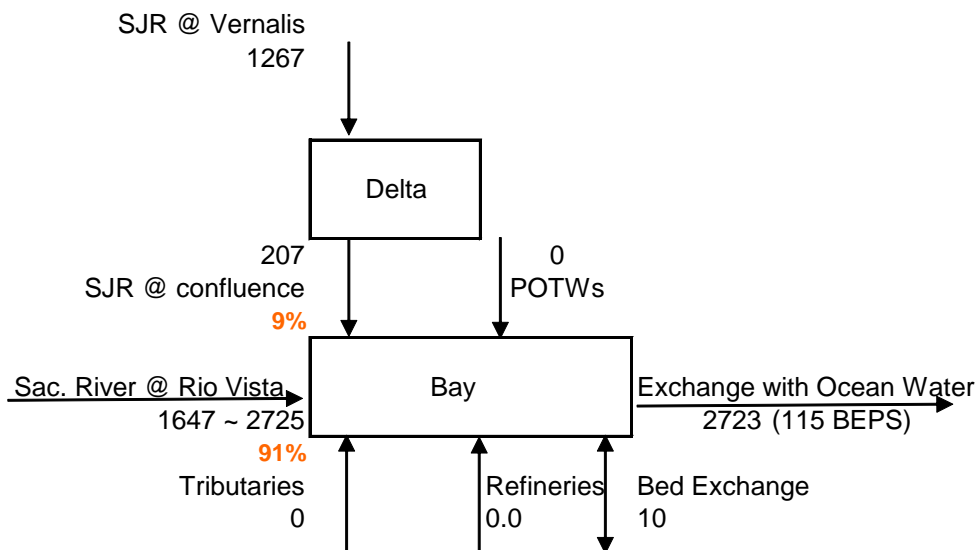 SJR @ Vernalis
1267
Delta
207
SJR @ confluence
9%
0
POTWs
Sac. River @ Rio Vista
1647 ~ 2725
91%
Bay
Exchange with Ocean Water
2723 (115 BEPS)
Tributaries
0
Refineries
0.0
Bed Exchange
10